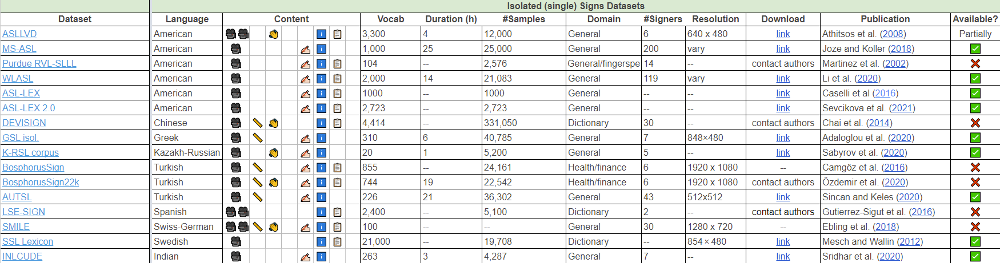 Isolated (single) Signs Datasets
Dataset Language Content Vocab Duration (h) #Samples Domain #Signers Resolution Download Publication Available?
ASLLVD American 3,300 4 12,000 General 6 640 x 480 link Athitsos et al. (2008) Partially
MS-ASL American 1,000 25 25,000 General 200 vary link Joze and Koller (2018)
Purdue RVL-SLLL American 104 -- 2,576 General/fingerspe 14 -- contact authors Martinez et al. (2002)
WLASL American 2,000 14 21,083 General 119 vary link Li et al. (2020)
ASL-LEX American 1000 -- 1000 General -- -- link Caselli et al (2016)
ASL-LEX 2.0 American 2,723 -- 2,723 General -- -- link Sevcikova et al. (2021)
DEVISIGN Chinese 4,414 331,050 Dictionary 30 -- contact authors Chai et al. (2014)
GSL isol. Greek 310 6 40,785 General 7 848×480 link Adaloglou et al. (2020)
K-RSL corpus Kazakh-Russian 20 1 5,200 General 5 -- link Sabyrov et al. (2020)
BosphorusSign Turkish 855 -- 24,161 Health/finance 6 1920 x 1080 -- Camgöz et al. (2016)
BosphorusSign22k Turkish 744 19 22,542 Health/finance 6 1920 x 1080 contact authors Özdemir et al. (2020)
AUTSL Turkish 226 21 36,302 General 43 512x512 link Sincan and Keles (2020)
LSE-SIGN Spanish 2,400 -- 5,100 Dictionary 2 -- contact authors Gutierrez-Sigut et al. (2016)
SMILE Swiss-German 100 -- -- General 30 1280 x 720 -- Ebling et al. (2018)
SSL Lexicon Swedish 21,000 -- 19,708 Dictionary -- 854 × 480 link Mesch and Wallin (2012)
INLCUDE Indian 263 3 4,287 General 7 -- link Sridhar et al. (2020)